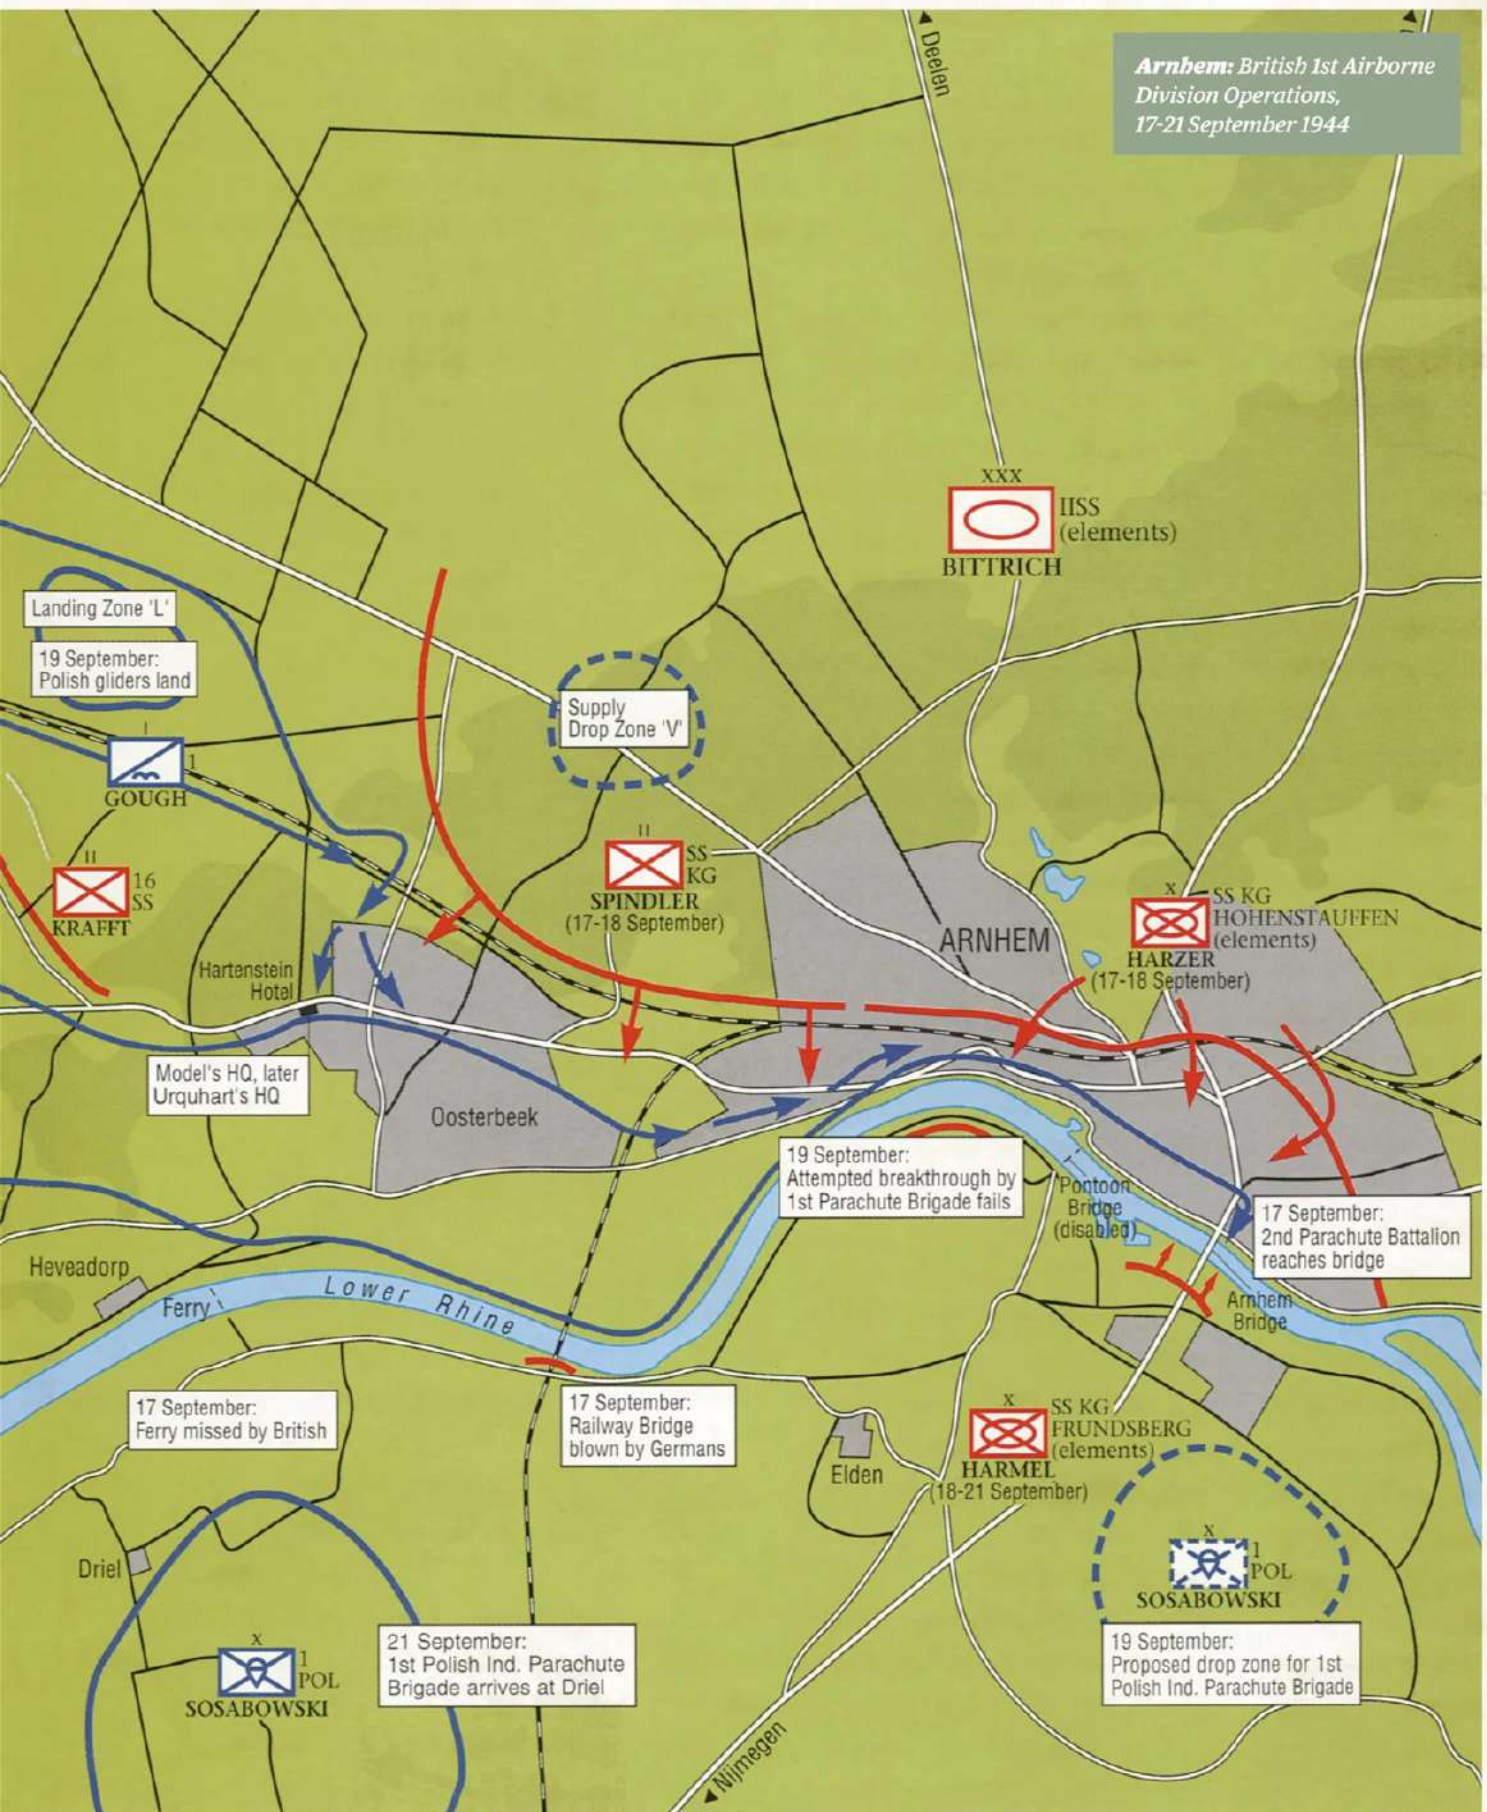 Deelen
Arnhem: British 1st Airborne
Division Operations,
17-21 September 1944
XXX
IISS
(elements)
BITTRICH
Landing Zone 'L'
19 September:
Polish gliders land
Supply
Drop Zone 'V'
I
1
GOUGH
II
16
SS
KRAFFT
II
SS
KG
SPINDLER
(17-18 September)
ARNHEM
X
SS KG
HOHENSTAUFFEN
(elements)
HARZER
(17-18 September)
Hartenstein
Hotel
Model's HQ, later
Urquhart's HQ
Oosterbeek
19 September:
Attempted breakthrough by
1st Parachute Brigade fails
Pontoon
Bridge
(disabled)
17 September:
2nd Parachute Battalion
reaches bridge
Heveadorp
Ferry
Lower Rhine
Arnhem
Bridge
17 September:
Ferry missed by British
17 September:
Railway Bridge
blown by Germans
Elden
X
SS KG
FRUNDSBERG
(elements)
HARMEL
(18-21 September)
Driel
X
1
POL
SOSABOWSKI
19 September:
Proposed drop zone for 1st
Polish Ind. Parachute Brigade
X
1
POL
SOSABOWSKI
21 September:
1st Polish Ind. Parachute
Brigade arrives at Driel
Nijmegen